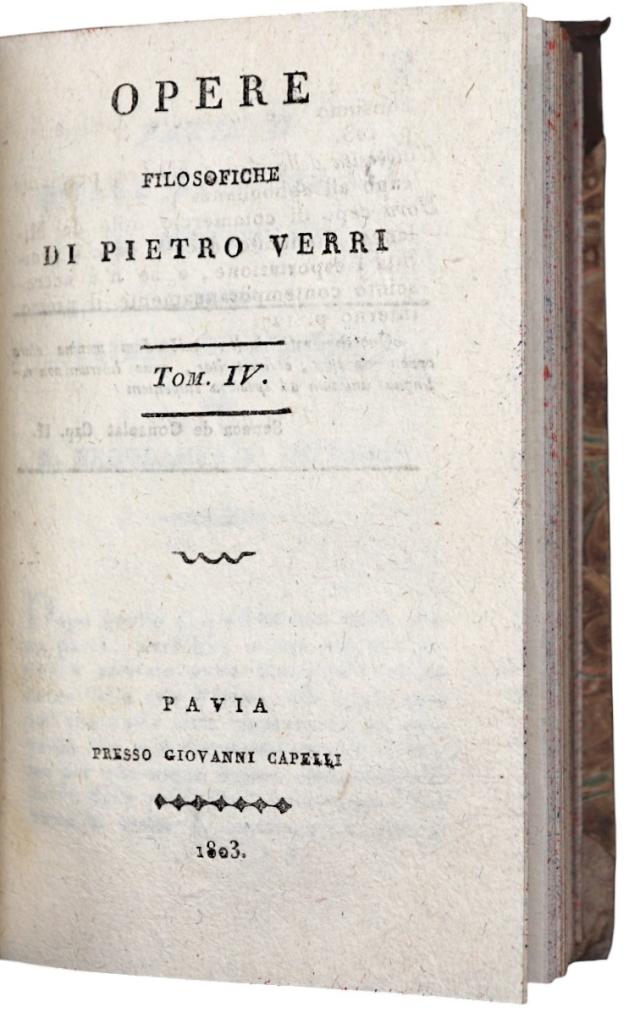 OPERE
FILOSOFICHE
DI PIETRO VERRI
Tom. IV.
PAVIA
PRESSO GIOVANNI CAPELLI
1803.